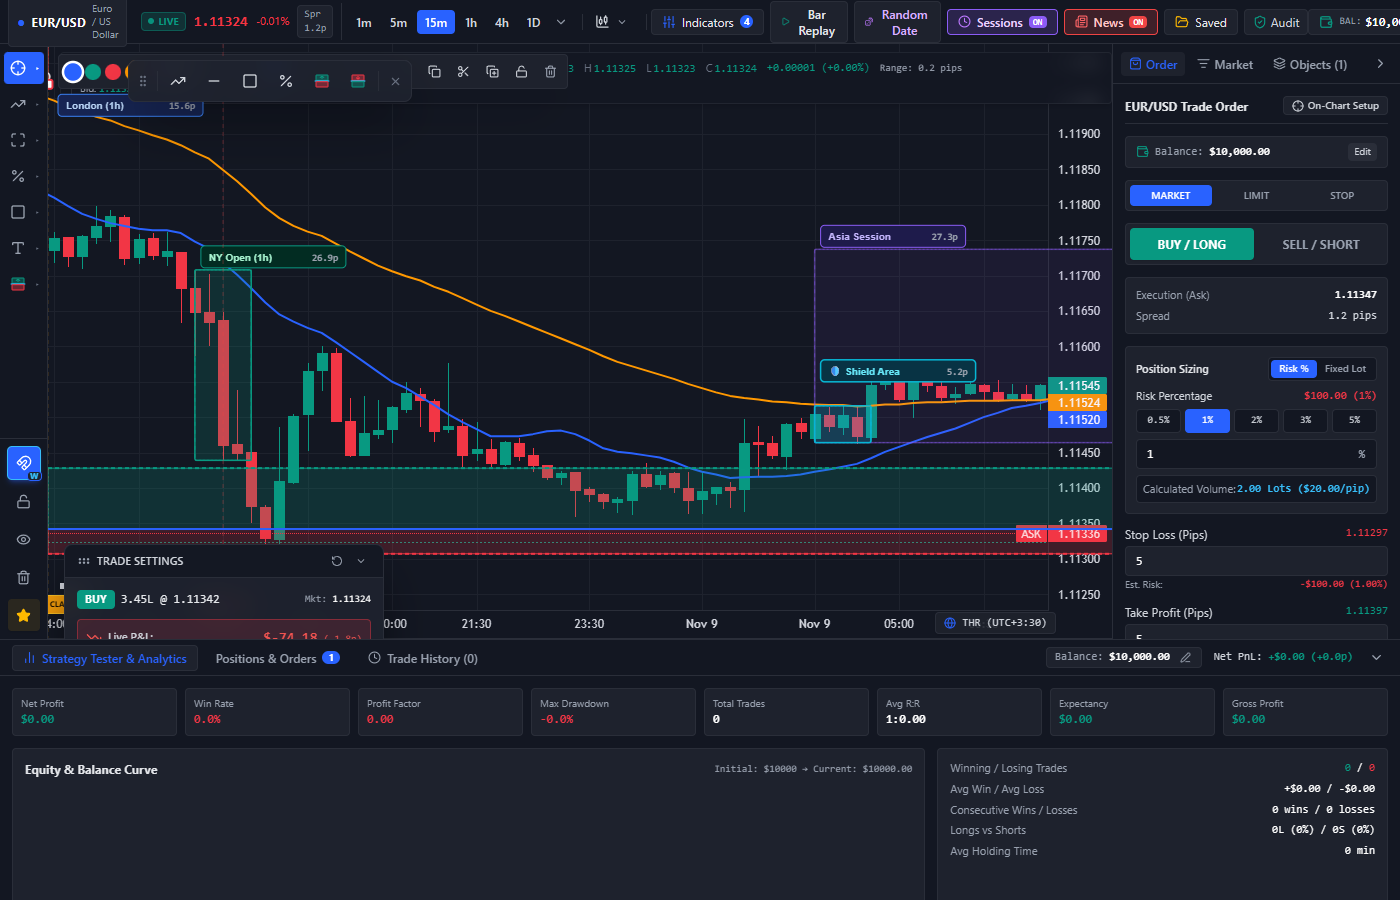 EUR/USD Euro / US Dollar LIVE 1.11324 -0.01% Spr 1.2p 1m 5m 15m 1h 4h 1D Indicators 4 Bar Replay Random Date Sessions ON News ON Saved Audit BAL:
H1.11325 L1.11323 C1.11324 +0.00001 (+0.00%) Range: 0.2 pips
London (1h) 15.6p
NY Open (1h) 26.9p
Asia Session 27.3p
Shield Area 5.2p
1.11900
1.11850
1.11800
1.11750
1.11700
1.11650
1.11600
1.11545
1.11524
1.11520
1.11450
1.11400
1.11350
ASK 1.11336
1.11300
1.11250
W
TRADE SETTINGS
BUY 3.45L @ 1.11342 Mkt: 1.11324
Live P&L: $-74.18
21:30 23:30 Nov 9 Nov 9 05:00 THR (UTC+3:30)
Order Market Objects (1)
EUR/USD Trade Order On-Chart Setup
Balance: $10,000.00 Edit
MARKET LIMIT STOP
BUY / LONG SELL / SHORT
Execution (Ask) 1.11347
Spread 1.2 pips
Position Sizing Risk % Fixed Lot
Risk Percentage $100.00 (1%)
0.5% 1% 2% 3% 5%
1 %
Calculated Volume: 2.00 Lots ($20.00/pip)
Stop Loss (Pips) 1.11297
5
Est. Risk: -$100.00 (1.00%)
Take Profit (Pips) 1.11397
Strategy Tester & Analytics Positions & Orders 1 Trade History (0) Balance: $10,000.00 Net PnL: +$0.00 (+0.0p)
Net Profit Win Rate Profit Factor Max Drawdown Total Trades Avg R:R Expectancy Gross Profit
$0.00 0.0% 0.00 -0.0% 0 1:0.00 $0.00 $0.00
Equity & Balance Curve Initial: $10000 → Current: $10000.00
Winning / Losing Trades 0 / 0
Avg Win / Avg Loss +$0.00 / -$0.00
Consecutive Wins / Losses 0 wins / 0 losses
Longs vs Shorts 0L (0%) / 0S (0%)
Avg Holding Time 0 min